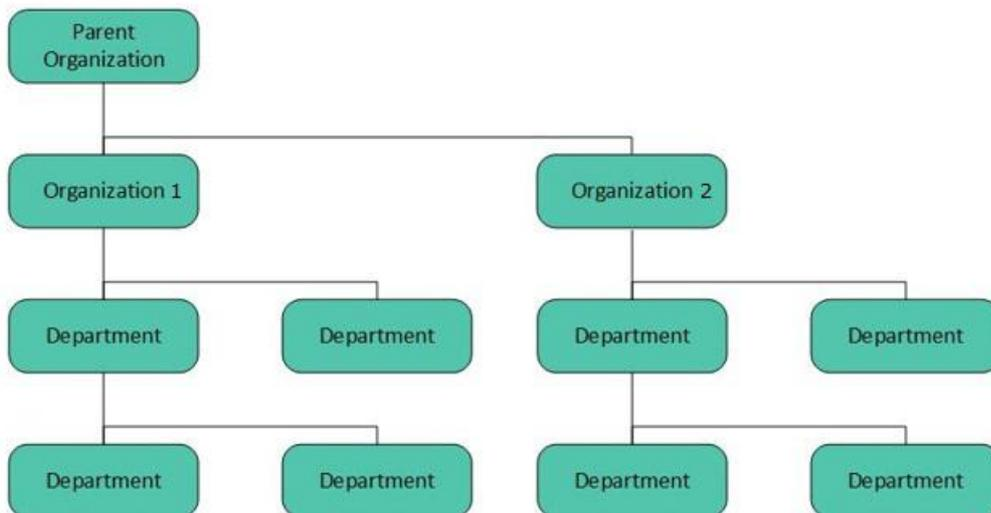 Parent
Organization
Organization 1
Organization 2
Department
Department
Department
Department
Department
Department
Department
Department